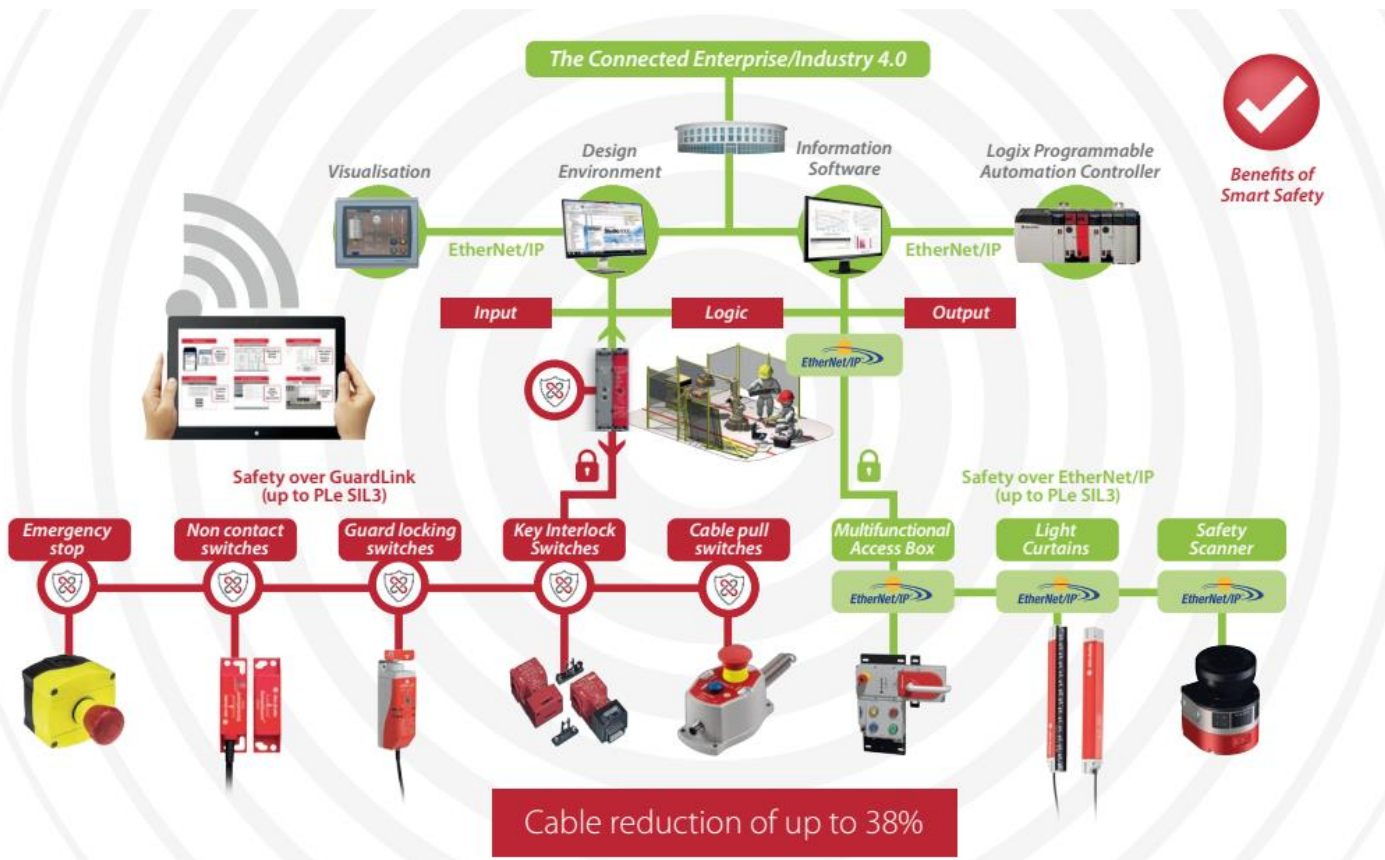 The Connected Enterprise/Industry 4.0
Visualisation
Design
Environment
Information
Software
Logix Programmable
Automation Controller
Benefits of
Smart Safety
EtherNet/IP
EtherNet/IP
Input
Logic
Output
EtherNet/IP
Safety over GuardLink
(up to PLe SIL3)
Safety over EtherNet/IP
(up to PLe SIL3)
Emergency
stop
Non contact
switches
Guard locking
switches
Key Interlock
Switches
Cable pull
switches
Multifunctional
Access Box
Light
Curtains
Safety
Scanner
EtherNet/IP
EtherNet/IP
EtherNet/IP
Cable reduction of up to 38%